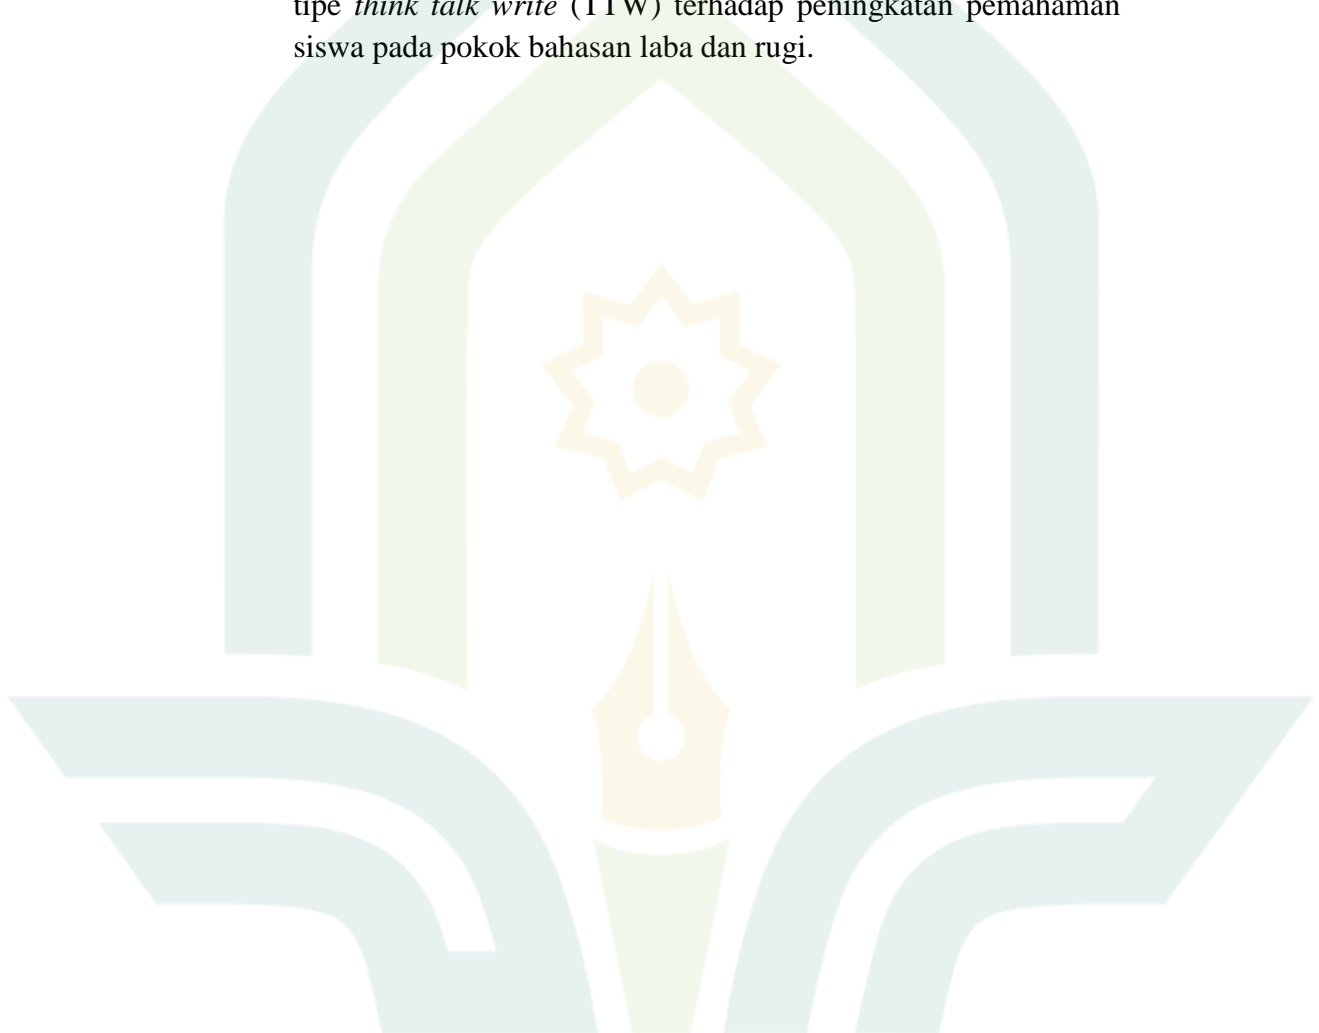 tipe think talk write (TTW) terhadap peningkatan pemahaman
siswa pada pokok bahasan laba dan rugi.